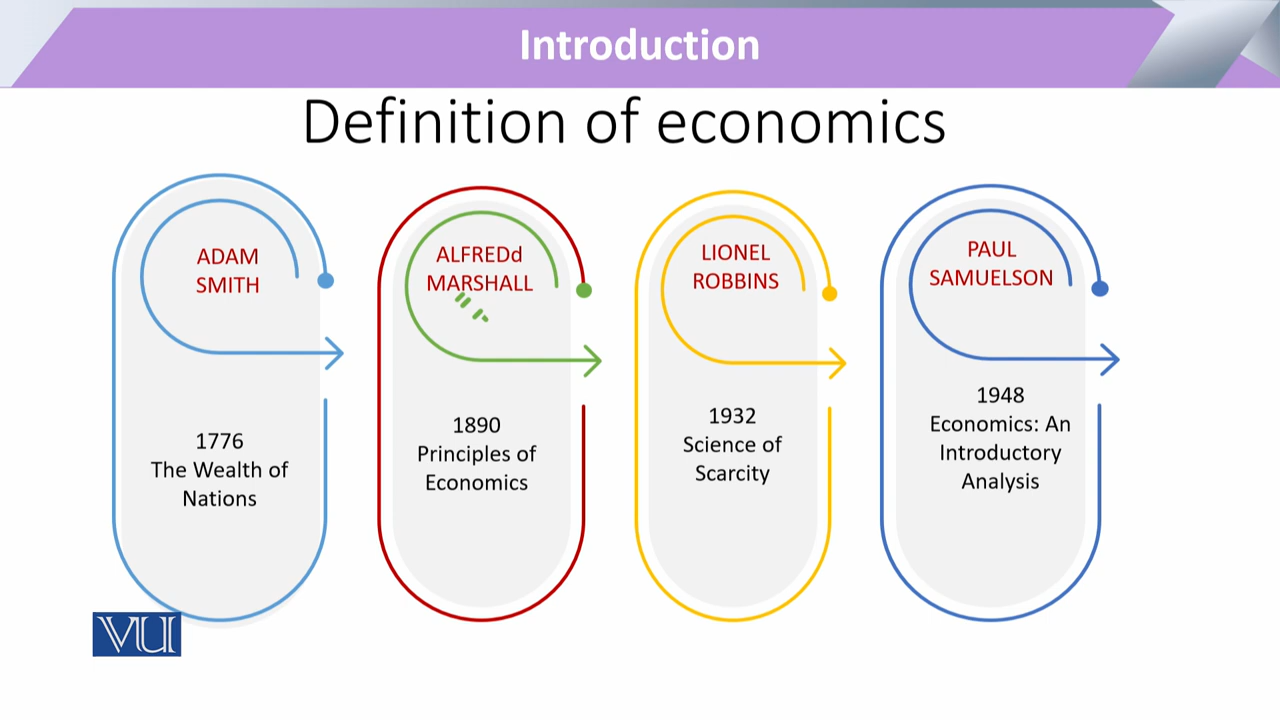 Introduction
Definition of economics
ADAM
SMITH
1776
The Wealth of
Nations
ALFREDd
MARSHALL
1890
Principles of
Economics
LIONEL
ROBBINS
1932
Science of
Scarcity
PAUL
SAMUELSON
1948
Economics: An
Introductory
Analysis
VU